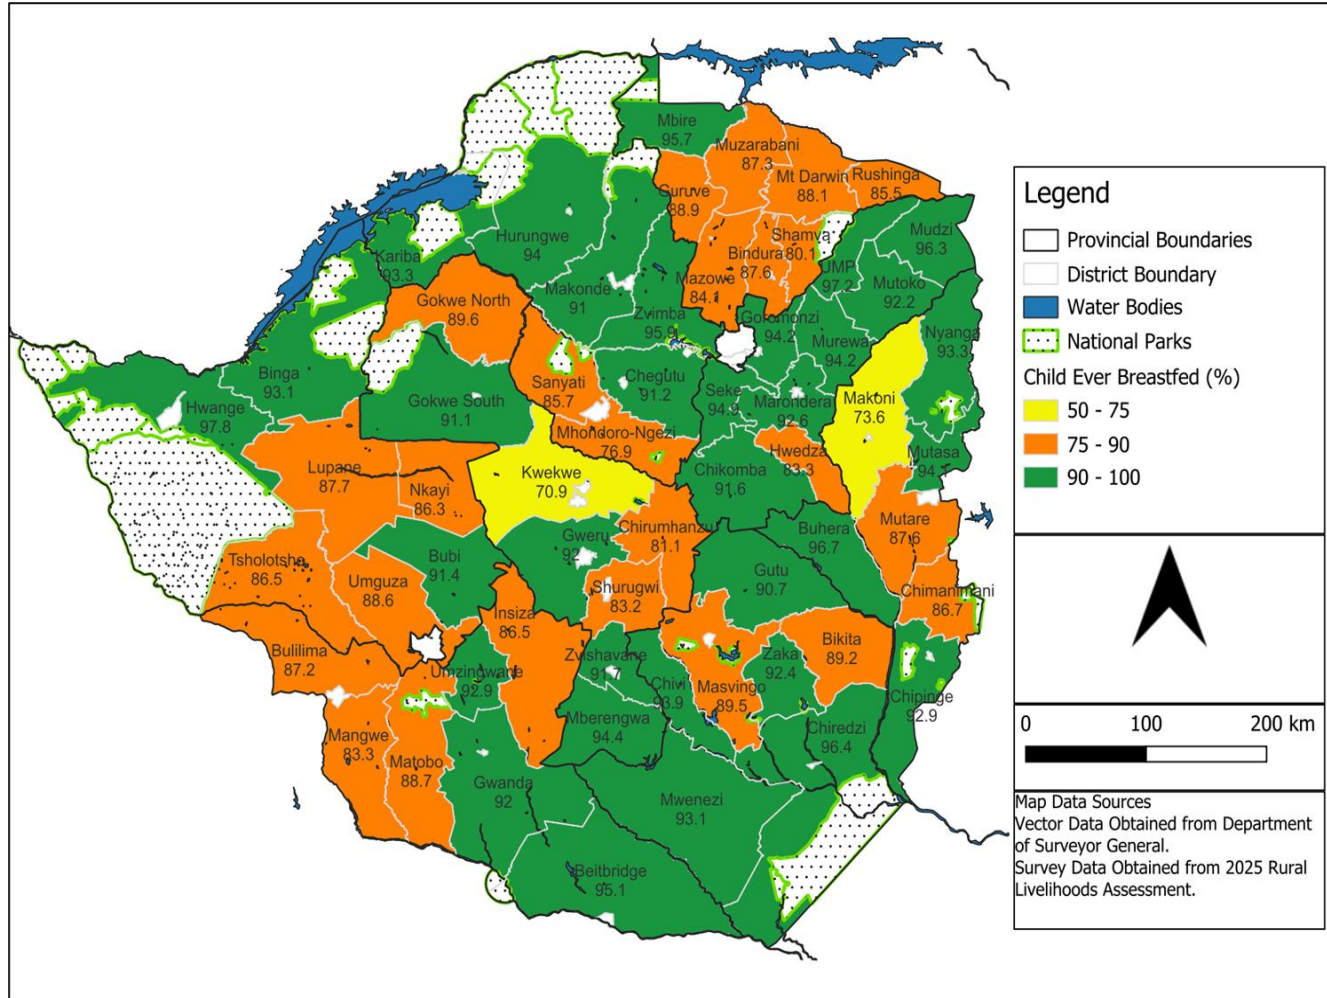 Mbire
95.7
Muzarabani
87.3
Mt Darwin
88.1
Rushinga
85.5
Guruve
88.9
Shamva
80.1
Mudzi
96.3
Hurungwe
94
Kariba
93.3
Bindura
87.6
Mazowe
84.1
UMP
97.2
Mutoko
92.2
Gokwe North
89.6
Makonde
91
Zvimba
95.9
Goromonzi
94.2
Murewa
94.2
Nyanga
93.3
Binga
93.1
Hwange
97.8
Gokwe South
91.1
Sanyati
85.7
Chegutu
91.2
Seke
94.9
Marondera
92.6
Makoni
73.6
Mhondoro-Ngezi
76.9
Hwedza
83.3
Mutasa
94.1
Lupane
87.7
Nkayi
86.3
Kwekwe
70.9
Chikomba
91.6
Mutare
87.6
Tsholotsho
86.5
Umguza
88.6
Bubi
91.4
Gweru
92
Chirumhanzu
81.1
Buhera
96.7
Gutu
90.7
Shurugwi
83.2
Chimanimani
86.7
Insiza
86.5
Bulilima
87.2
Umzingwane
92.9
Zvishavane
91.7
Chivi
93.9
Masvingo
89.5
Zaka
92.4
Bikita
89.2
Chipinge
92.9
Mangwe
83.3
Matobo
88.7
Mberengwa
94.4
Chiredzi
96.4
Gwanda
92
Mwenezi
93.1
Beitbridge
95.1
Legend
Provincial Boundaries
District Boundary
Water Bodies
National Parks
Child Ever Breastfed (%)
50 - 75
75 - 90
90 - 100
0 100 200 km
Map Data Sources
Vector Data Obtained from Department
of Surveyor General.
Survey Data Obtained from 2025 Rural
Livelihoods Assessment.